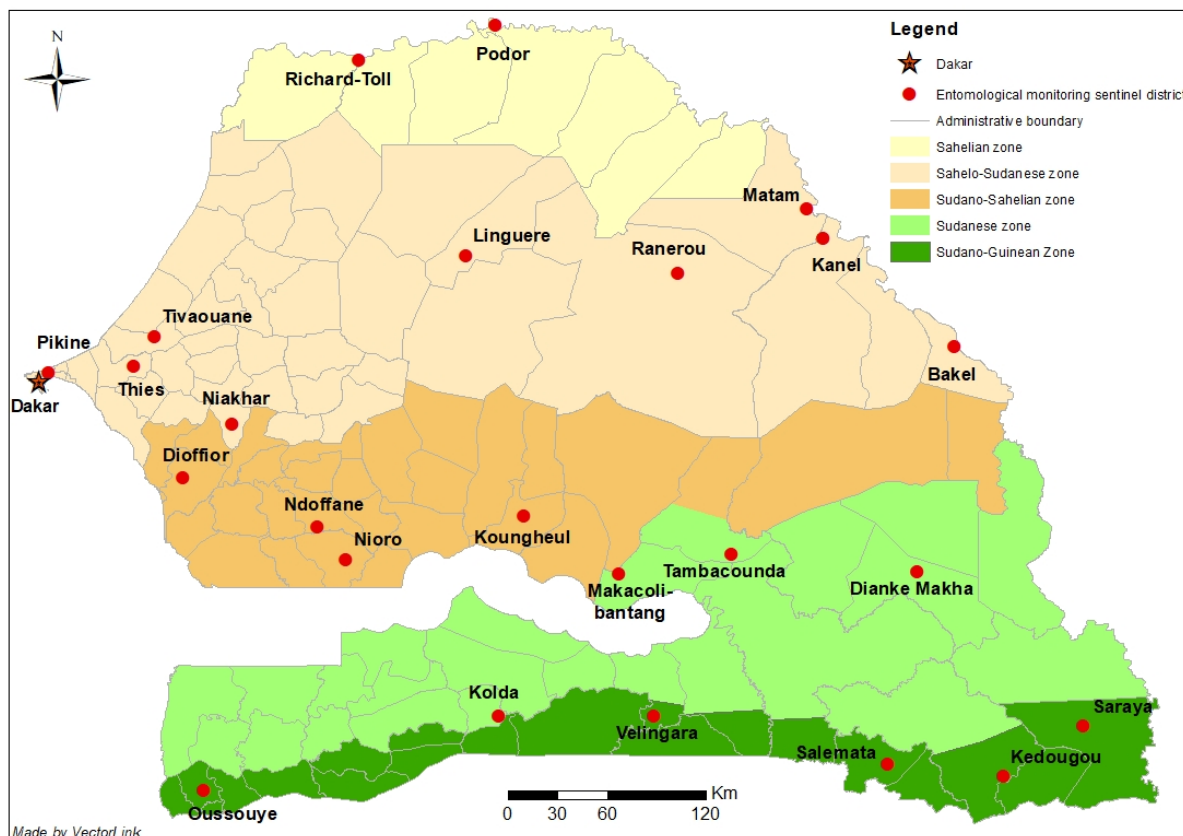 N
Podor
Richard-Toll
Legend
Dakar
Entomological monitoring sentinel district
Administrative boundary
Sahelian zone
Sahelo-Sudanese zone
Sudano-Sahelian zone
Sudanese zone
Sudano-Guinean Zone
Matam
Linguere
Ranerou
Kanel
Tivaouane
Pikine
Thies
Bakel
Dakar
Niakhar
Dioffior
Ndoffane
Nioro
Koungheul
Makacoli-
bantang
Tambacounda
Dianke Makha
Kolda
Velingara
Saraya
Salemata
Kedougou
Oussouye
Km
0 30 60 120
Made by VectorLink